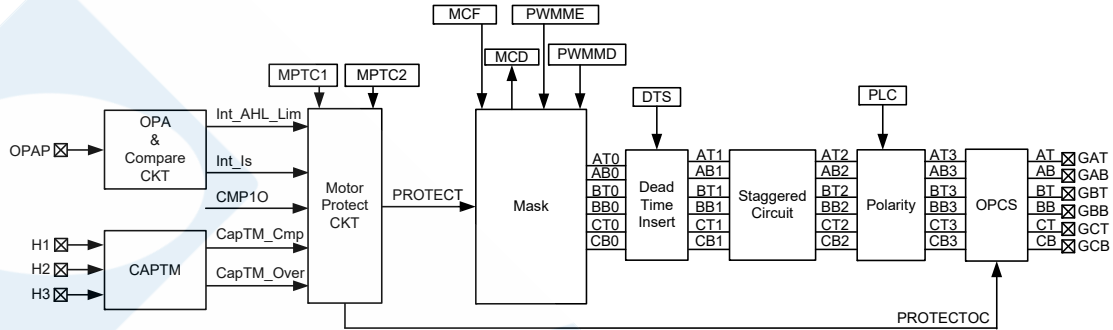 MCF
PWMME
MCD
PWMMD
MPTC1
MPTC2
DTS
PLC
OPAP
OPA
&
Compare
CKT
Int_AHL_Lim
Int_Is
CMP1O
CapTM_Cmp
CapTM_Over
H1
H2
H3
CAPTM
Motor
Protect
CKT
PROTECT
Mask
AT0
AB0
BT0
BB0
CT0
CB0
Dead
Time
Insert
AT1
AB1
BT1
BB1
CT1
CB1
Staggered
Circuit
AT2
AB2
BT2
BB2
CT2
CB2
Polarity
AT3
AB3
BT3
BB3
CT3
CB3
OPCS
AT
AB
BT
BB
CT
CB
GAT
GAB
GBT
GBB
GCT
GCB
PROTECTOC